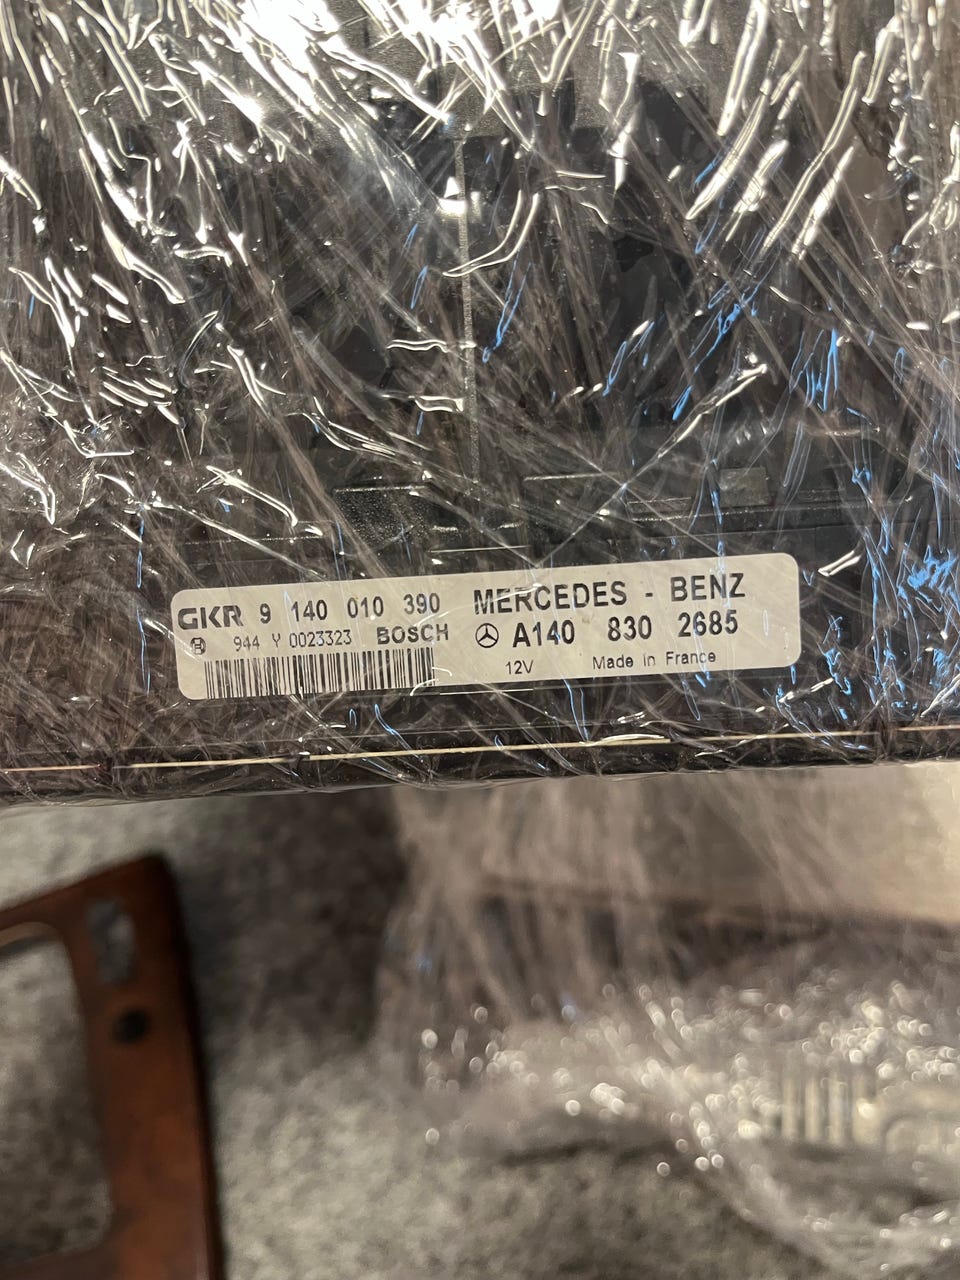 GKR 9 140 010 390 MERCEDES - BENZ
944 Y 0023323 BOSCH A140 830 2685
12V Made in France